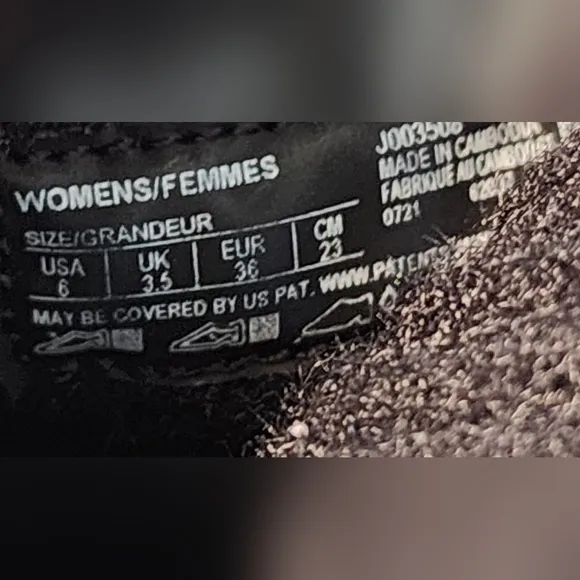 WOMENS/FEMMES
SIZE/GRANDEUR
USA UK EUR CM
6 3.5 36 23
MAY BE COVERED BY US PAT. WWW.PATENTS
J003508
MADE IN CAMBODIA
FABRIQUE AU CAMBODGE
0721